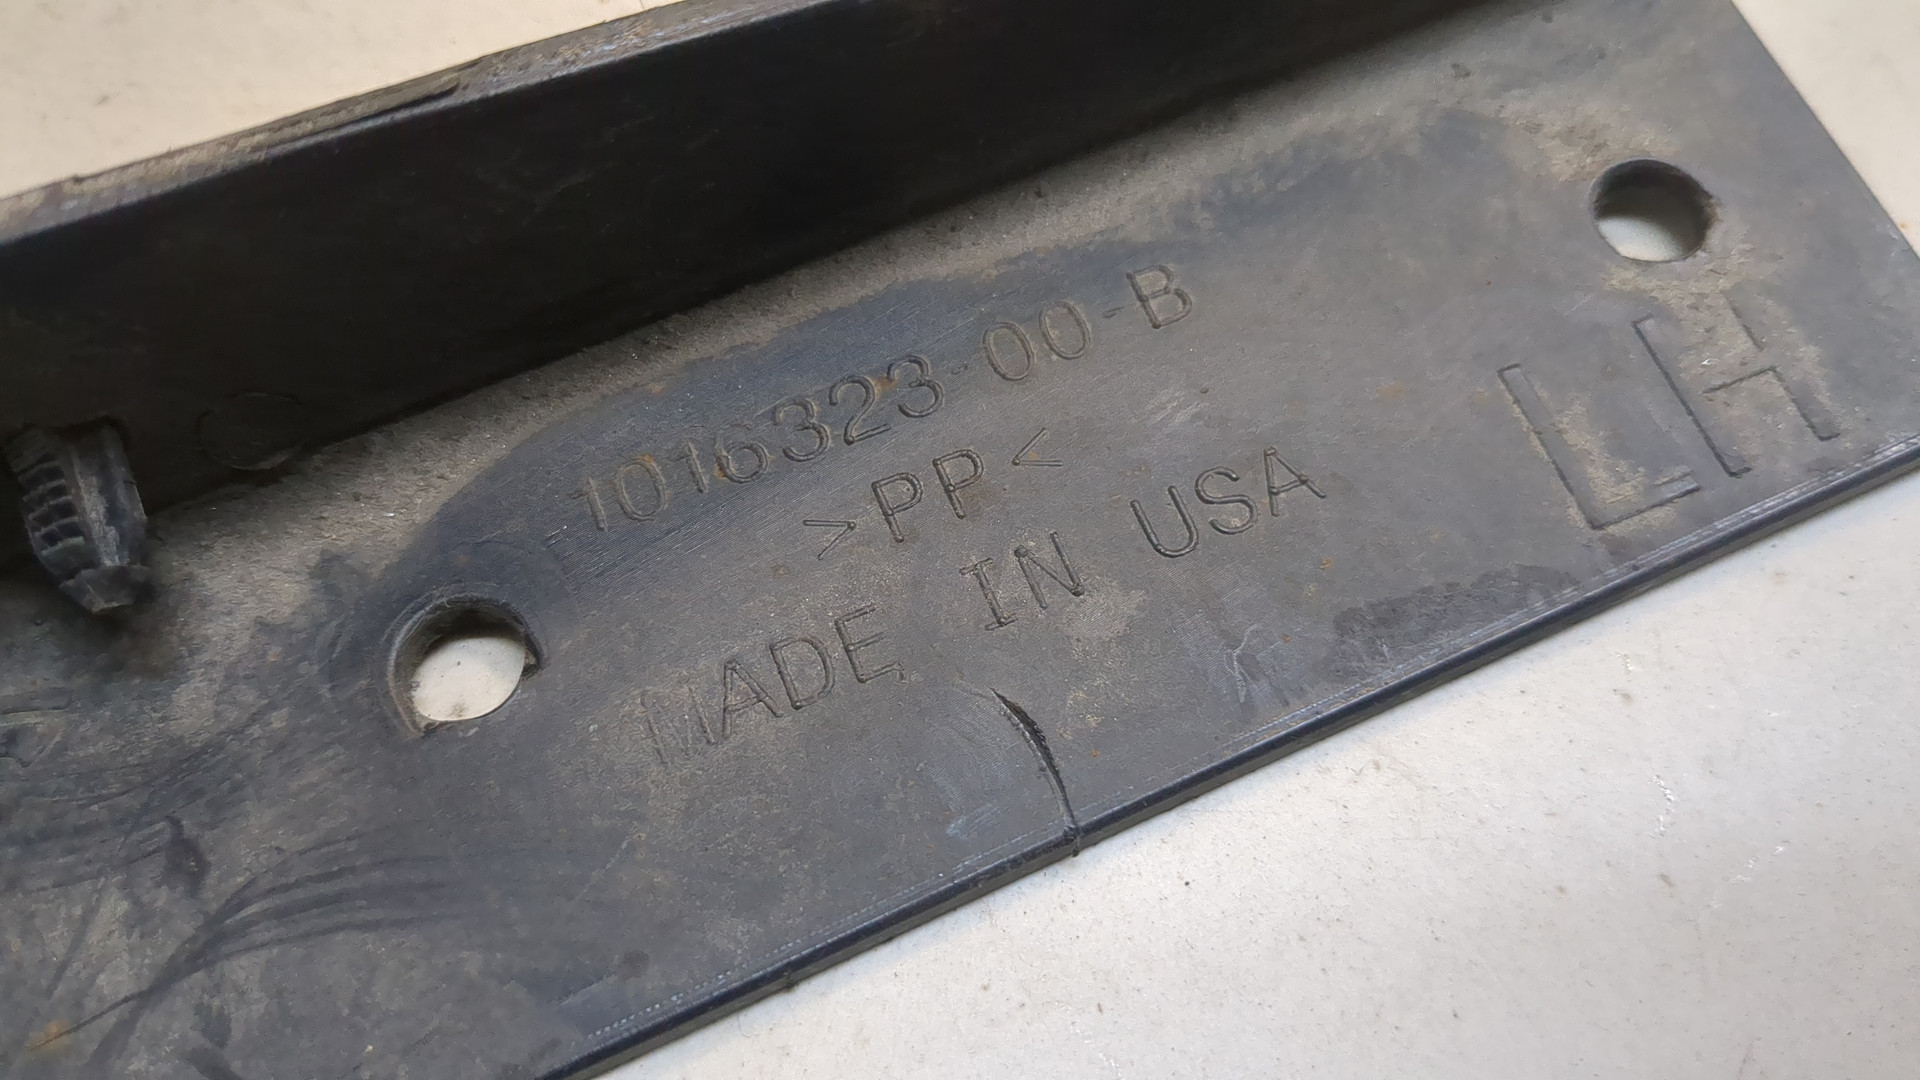 1016323-00-B
>PP<
MADE IN USA
LH